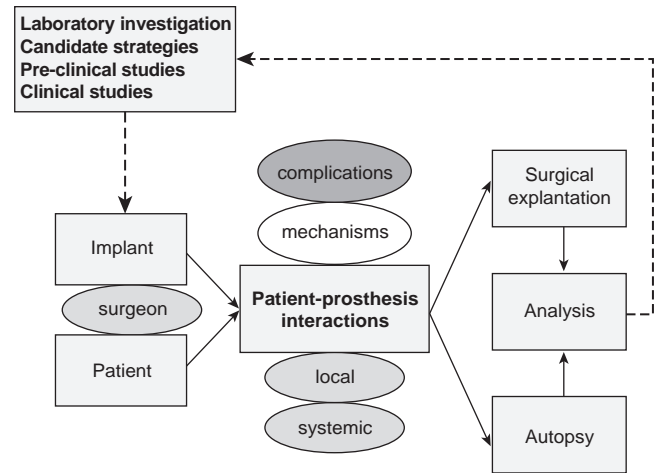 Laboratory investigation
Candidate strategies
Pre-clinical studies
Clinical studies
complications
mechanisms
Surgical
explantation
Implant
surgeon
Patient
Patient-prosthesis
interactions
local
systemic
Analysis
Autopsy